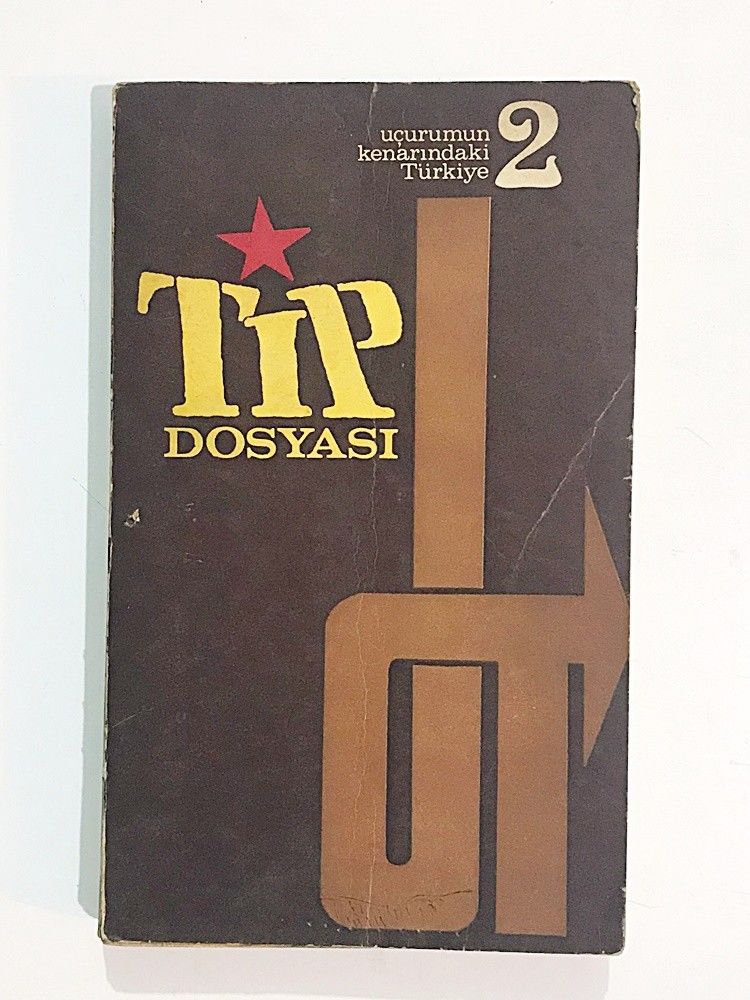 uçurumun
kenarındaki
Türkiye
2
TİP
DOSYASI